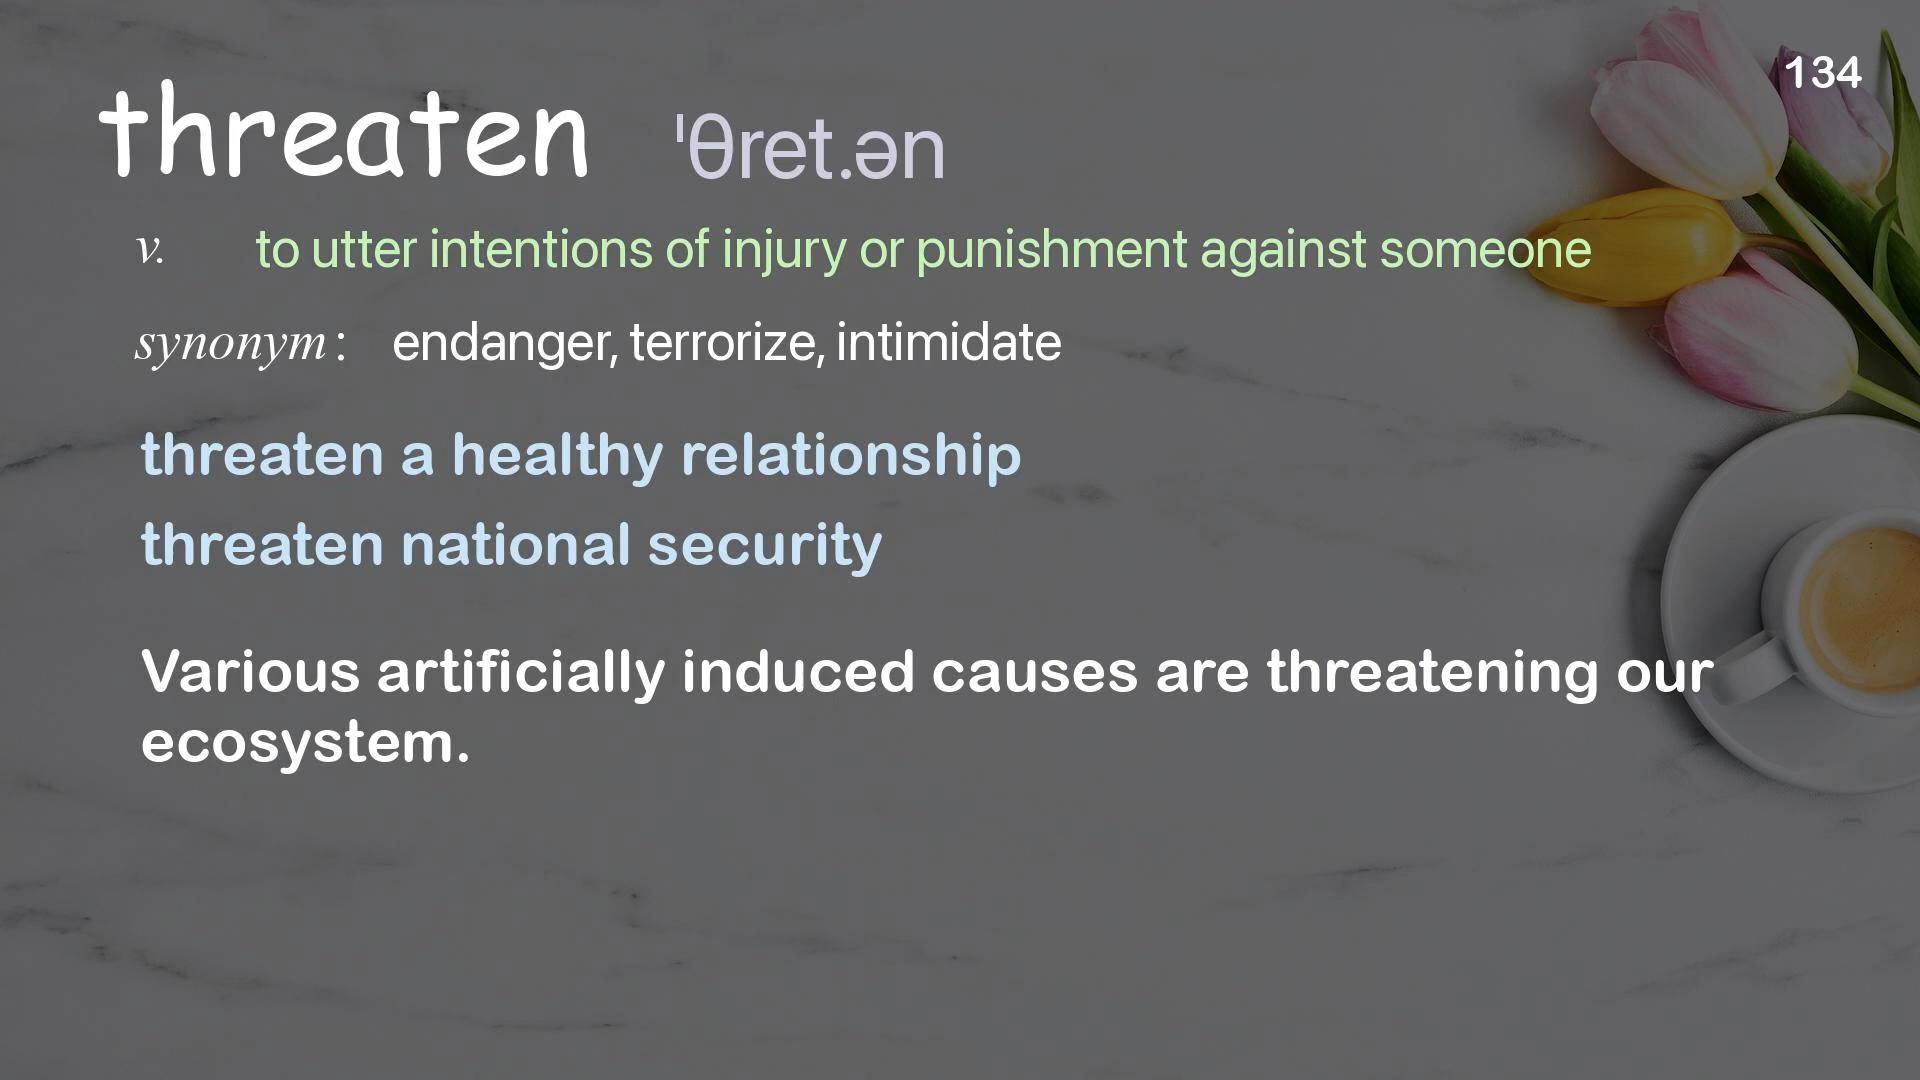 134
threaten ˈθret.ən
v. to utter intentions of injury or punishment against someone
synonym : endanger, terrorize, intimidate
threaten a healthy relationship
threaten national security
Various artificially induced causes are threatening our
ecosystem.